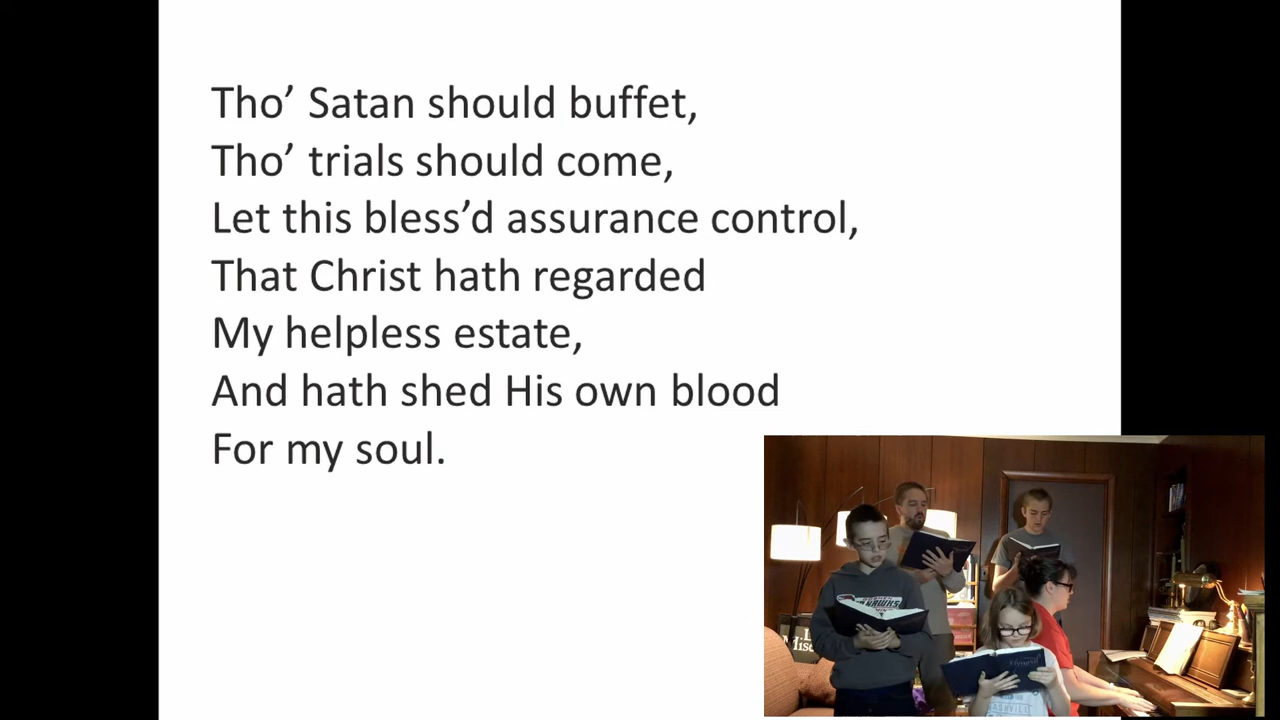 Tho’ Satan should buffet,
Tho’ trials should come,
Let this bless’d assurance control,
That Christ hath regarded
My helpless estate,
And hath shed His own blood
For my soul.